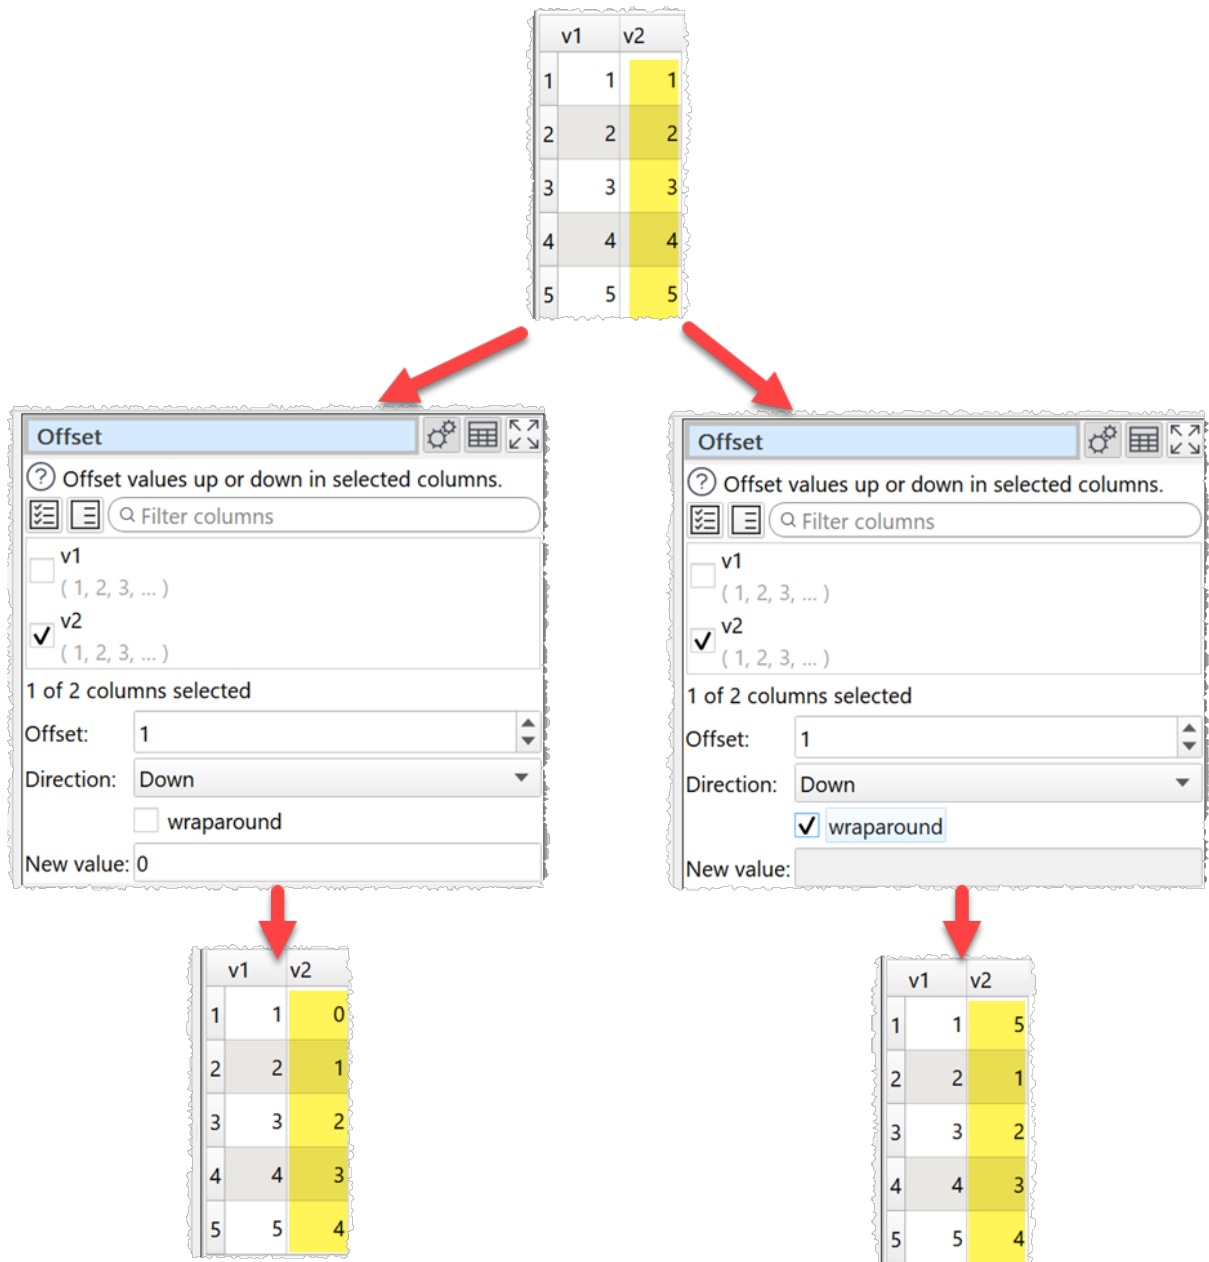 v1 v2
1 1 1
2 2 2
3 3 3
4 4 4
5 5 5
Offset
? Offset values up or down in selected columns.
Filter columns
v1
( 1, 2, 3, ... )
v2
( 1, 2, 3, ... )
1 of 2 columns selected
Offset: 1
Direction: Down
wraparound
New value: 0
Offset
? Offset values up or down in selected columns.
Filter columns
v1
( 1, 2, 3, ... )
v2
( 1, 2, 3, ... )
1 of 2 columns selected
Offset: 1
Direction: Down
wraparound
New value:
v1 v2
1 1 0
2 2 1
3 3 2
4 4 3
5 5 4
v1 v2
1 1 5
2 2 1
3 3 2
4 4 3
5 5 4